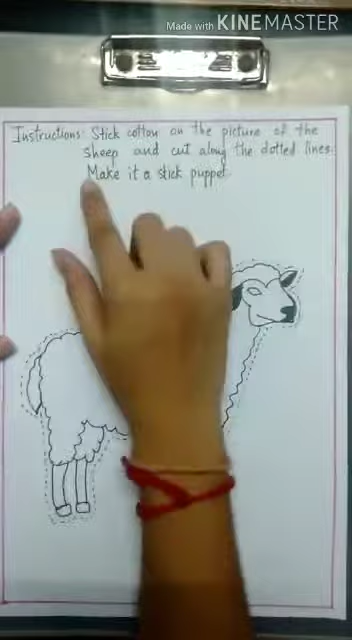 Made with KINEMASTER
Instructions: Stick cotton on the picture of the
sheep and cut along the dotted lines.
Make it a stick puppet.